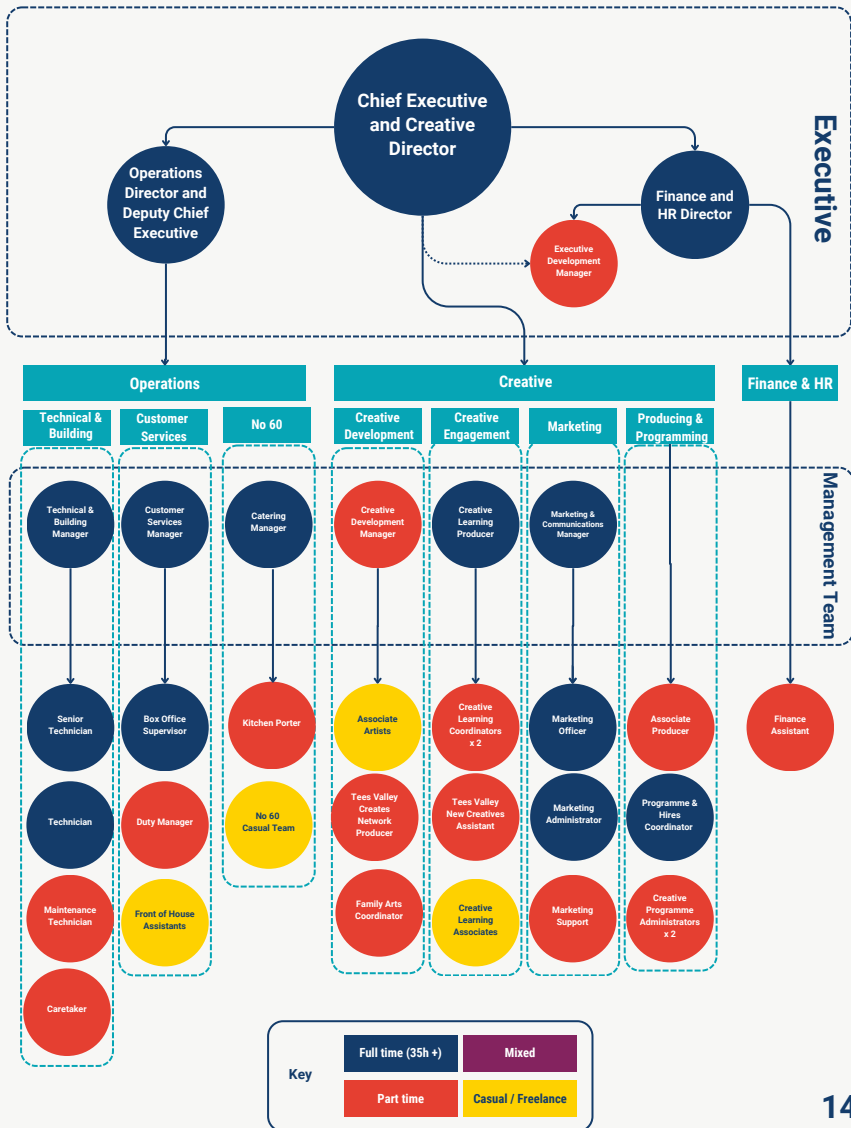 Chief Executive
and Creative
Director
Executive
Operations
Director and
Deputy Chief
Executive
Finance and
HR Director
Executive
Development
Manager
Operations
Creative
Finance & HR
Technical &
Building
Customer
Services
No 60
Creative
Development
Creative
Engagement
Marketing
Producing &
Programming
Management Team
Technical &
Building
Manager
Customer
Services
Manager
Catering
Manager
Creative
Development
Manager
Creative
Learning
Producer
Marketing &
Communications
Manager
Senior
Technician
Box Office
Supervisor
Kitchen Porter
Associate
Artists
Creative
Learning
Coordinators
x 2
Marketing
Officer
Associate
Producer
Finance
Assistant
Technician
Duty Manager
No 60
Casual Team
Tees Valley
Creates
Network
Producer
Tees Valley
New Creatives
Assistant
Marketing
Administrator
Programme &
Hires
Coordinator
Maintenance
Technician
Front of House
Assistants
Family Arts
Coordinator
Creative
Learning
Associates
Marketing
Support
Creative
Programme
Administrators
x 2
Caretaker
Key
Full time (35h +)
Mixed
Part time
Casual / Freelance
14